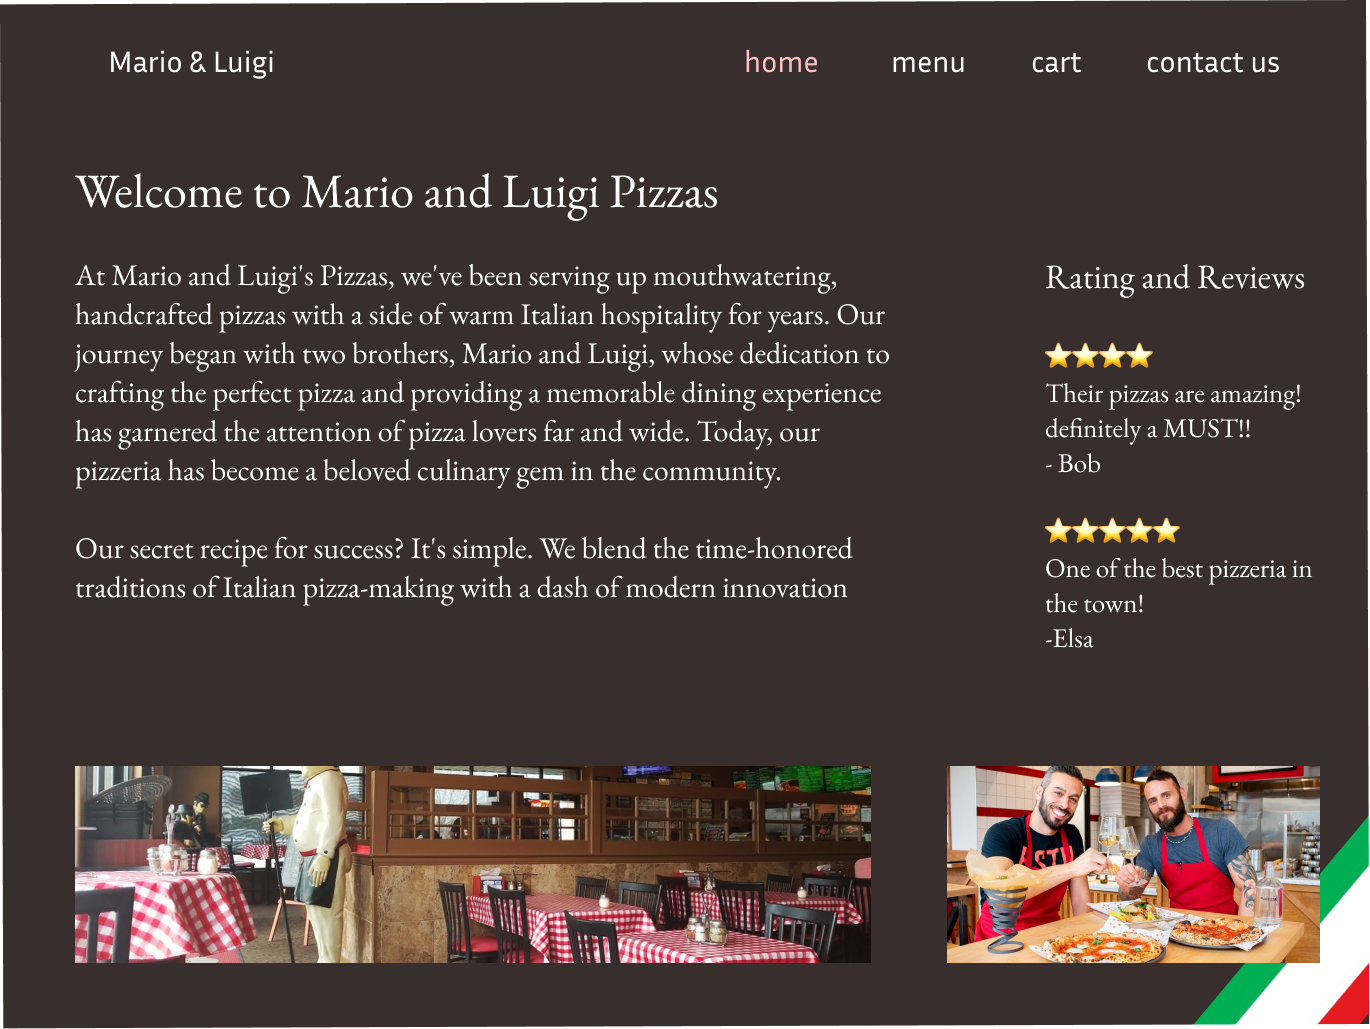 Mario & Luigi
home
menu
cart
contact us
Welcome to Mario and Luigi Pizzas
At Mario and Luigi's Pizzas, we've been serving up mouthwatering,
handcrafted pizzas with a side of warm Italian hospitality for years. Our
journey began with two brothers, Mario and Luigi, whose dedication to
crafting the perfect pizza and providing a memorable dining experience
has garnered the attention of pizza lovers far and wide. Today, our
pizzeria has become a beloved culinary gem in the community.
Our secret recipe for success? It's simple. We blend the time-honored
traditions of Italian pizza-making with a dash of modern innovation
Rating and Reviews
⭐⭐⭐⭐
Their pizzas are amazing!
definitely a MUST!!
- Bob
⭐⭐⭐⭐⭐
One of the best pizzeria in
the town!
-Elsa